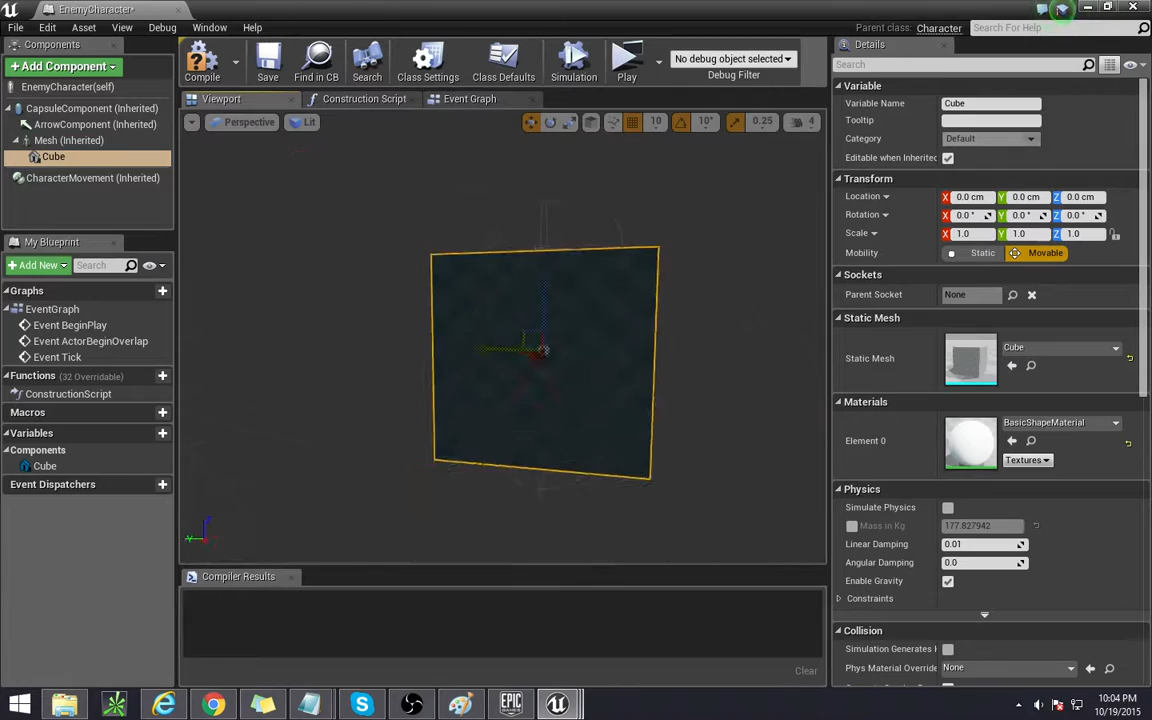 EnemyCharacter*
File Edit Asset View Debug Window Help
Parent class: Character
Search For Help
Components
+Add Component
EnemyCharacter(self)
CapsuleComponent (Inherited)
ArrowComponent (Inherited)
Mesh (Inherited)
Cube
CharacterMovement (Inherited)
My Blueprint
+Add New
Search
Graphs
EventGraph
Event BeginPlay
Event ActorBeginOverlap
Event Tick
Functions (32 Overridable)
ConstructionScript
Macros
Variables
Components
Cube
Event Dispatchers
Compile
Save
Find in CB
Search
Class Settings
Class Defaults
Simulation
Play
No debug object selected
Debug Filter
Viewport
Construction Script
Event Graph
Perspective
Lit
10
10°
0.25
4
Compiler Results
Clear
Details
Search
Variable
Variable Name Cube
Tooltip
Category Default
Editable when Inherited
Transform
Location X 0.0 cm Y 0.0 cm Z 0.0 cm
Rotation X 0.0 ° Y 0.0 ° Z 0.0 °
Scale X 1.0 Y 1.0 Z 1.0
Mobility Static Movable
Sockets
Parent Socket None
Static Mesh
Static Mesh Cube
Materials
Element 0 BasicShapeMaterial
Textures
Physics
Simulate Physics
Mass in Kg 177.827942
Linear Damping 0.01
Angular Damping 0.0
Enable Gravity
Constraints
Collision
Simulation Generates H
Phys Material Override None
EPIC
GAMES
10:04 PM
10/19/2015